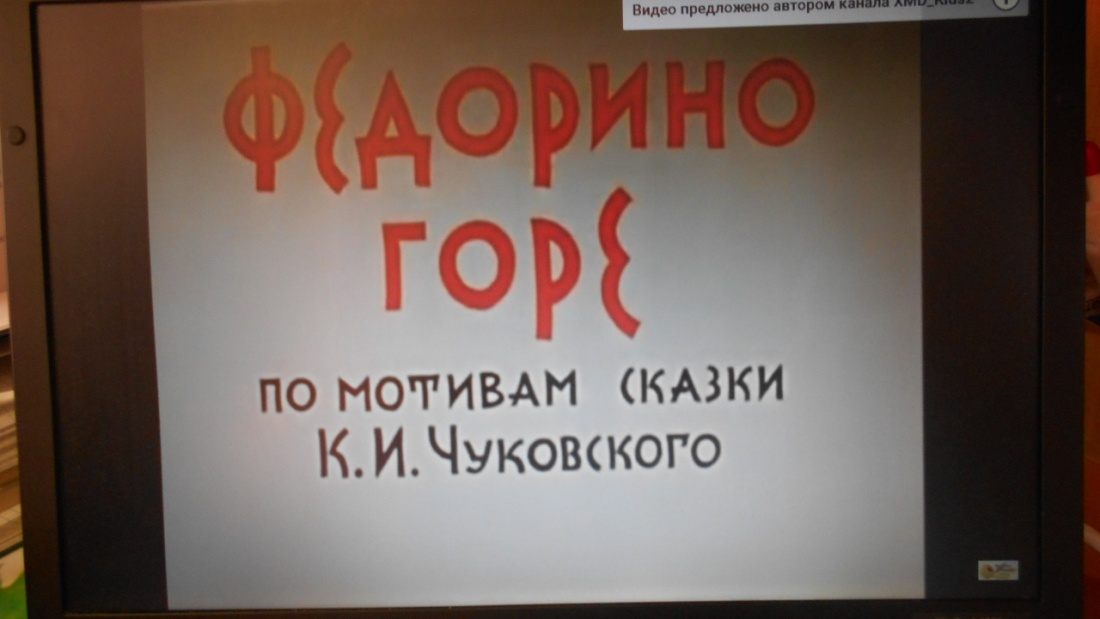 Видео предложено автором канала
ФЕДОРИНО
ГОРЕ
ПО МОТИВАМ СКАЗКИ
К.И. ЧУКОВСКОГО